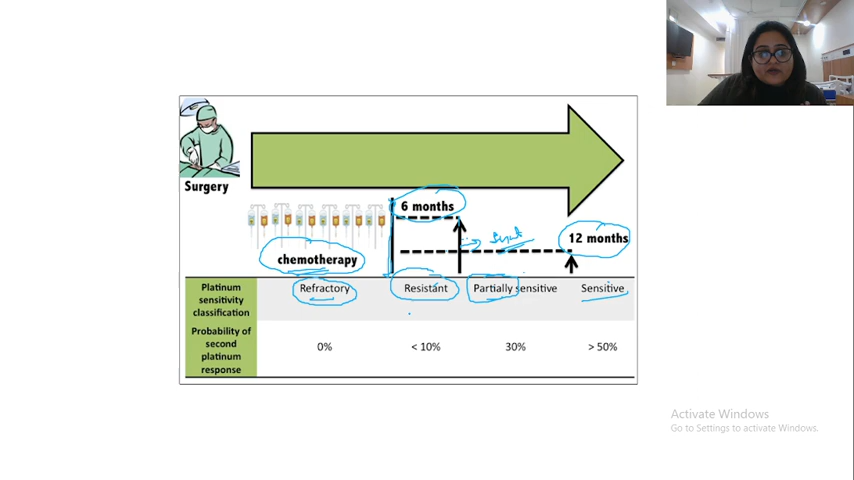 Surgery
6 months
12 months
chemotherapy
Platinum
sensitivity
classification
Refractory
Resistant
Partially sensitive
Sensitive
Probability of
second
platinum
response
0%
< 10%
30%
> 50%
Activate Windows
Go to Settings to activate Windows.